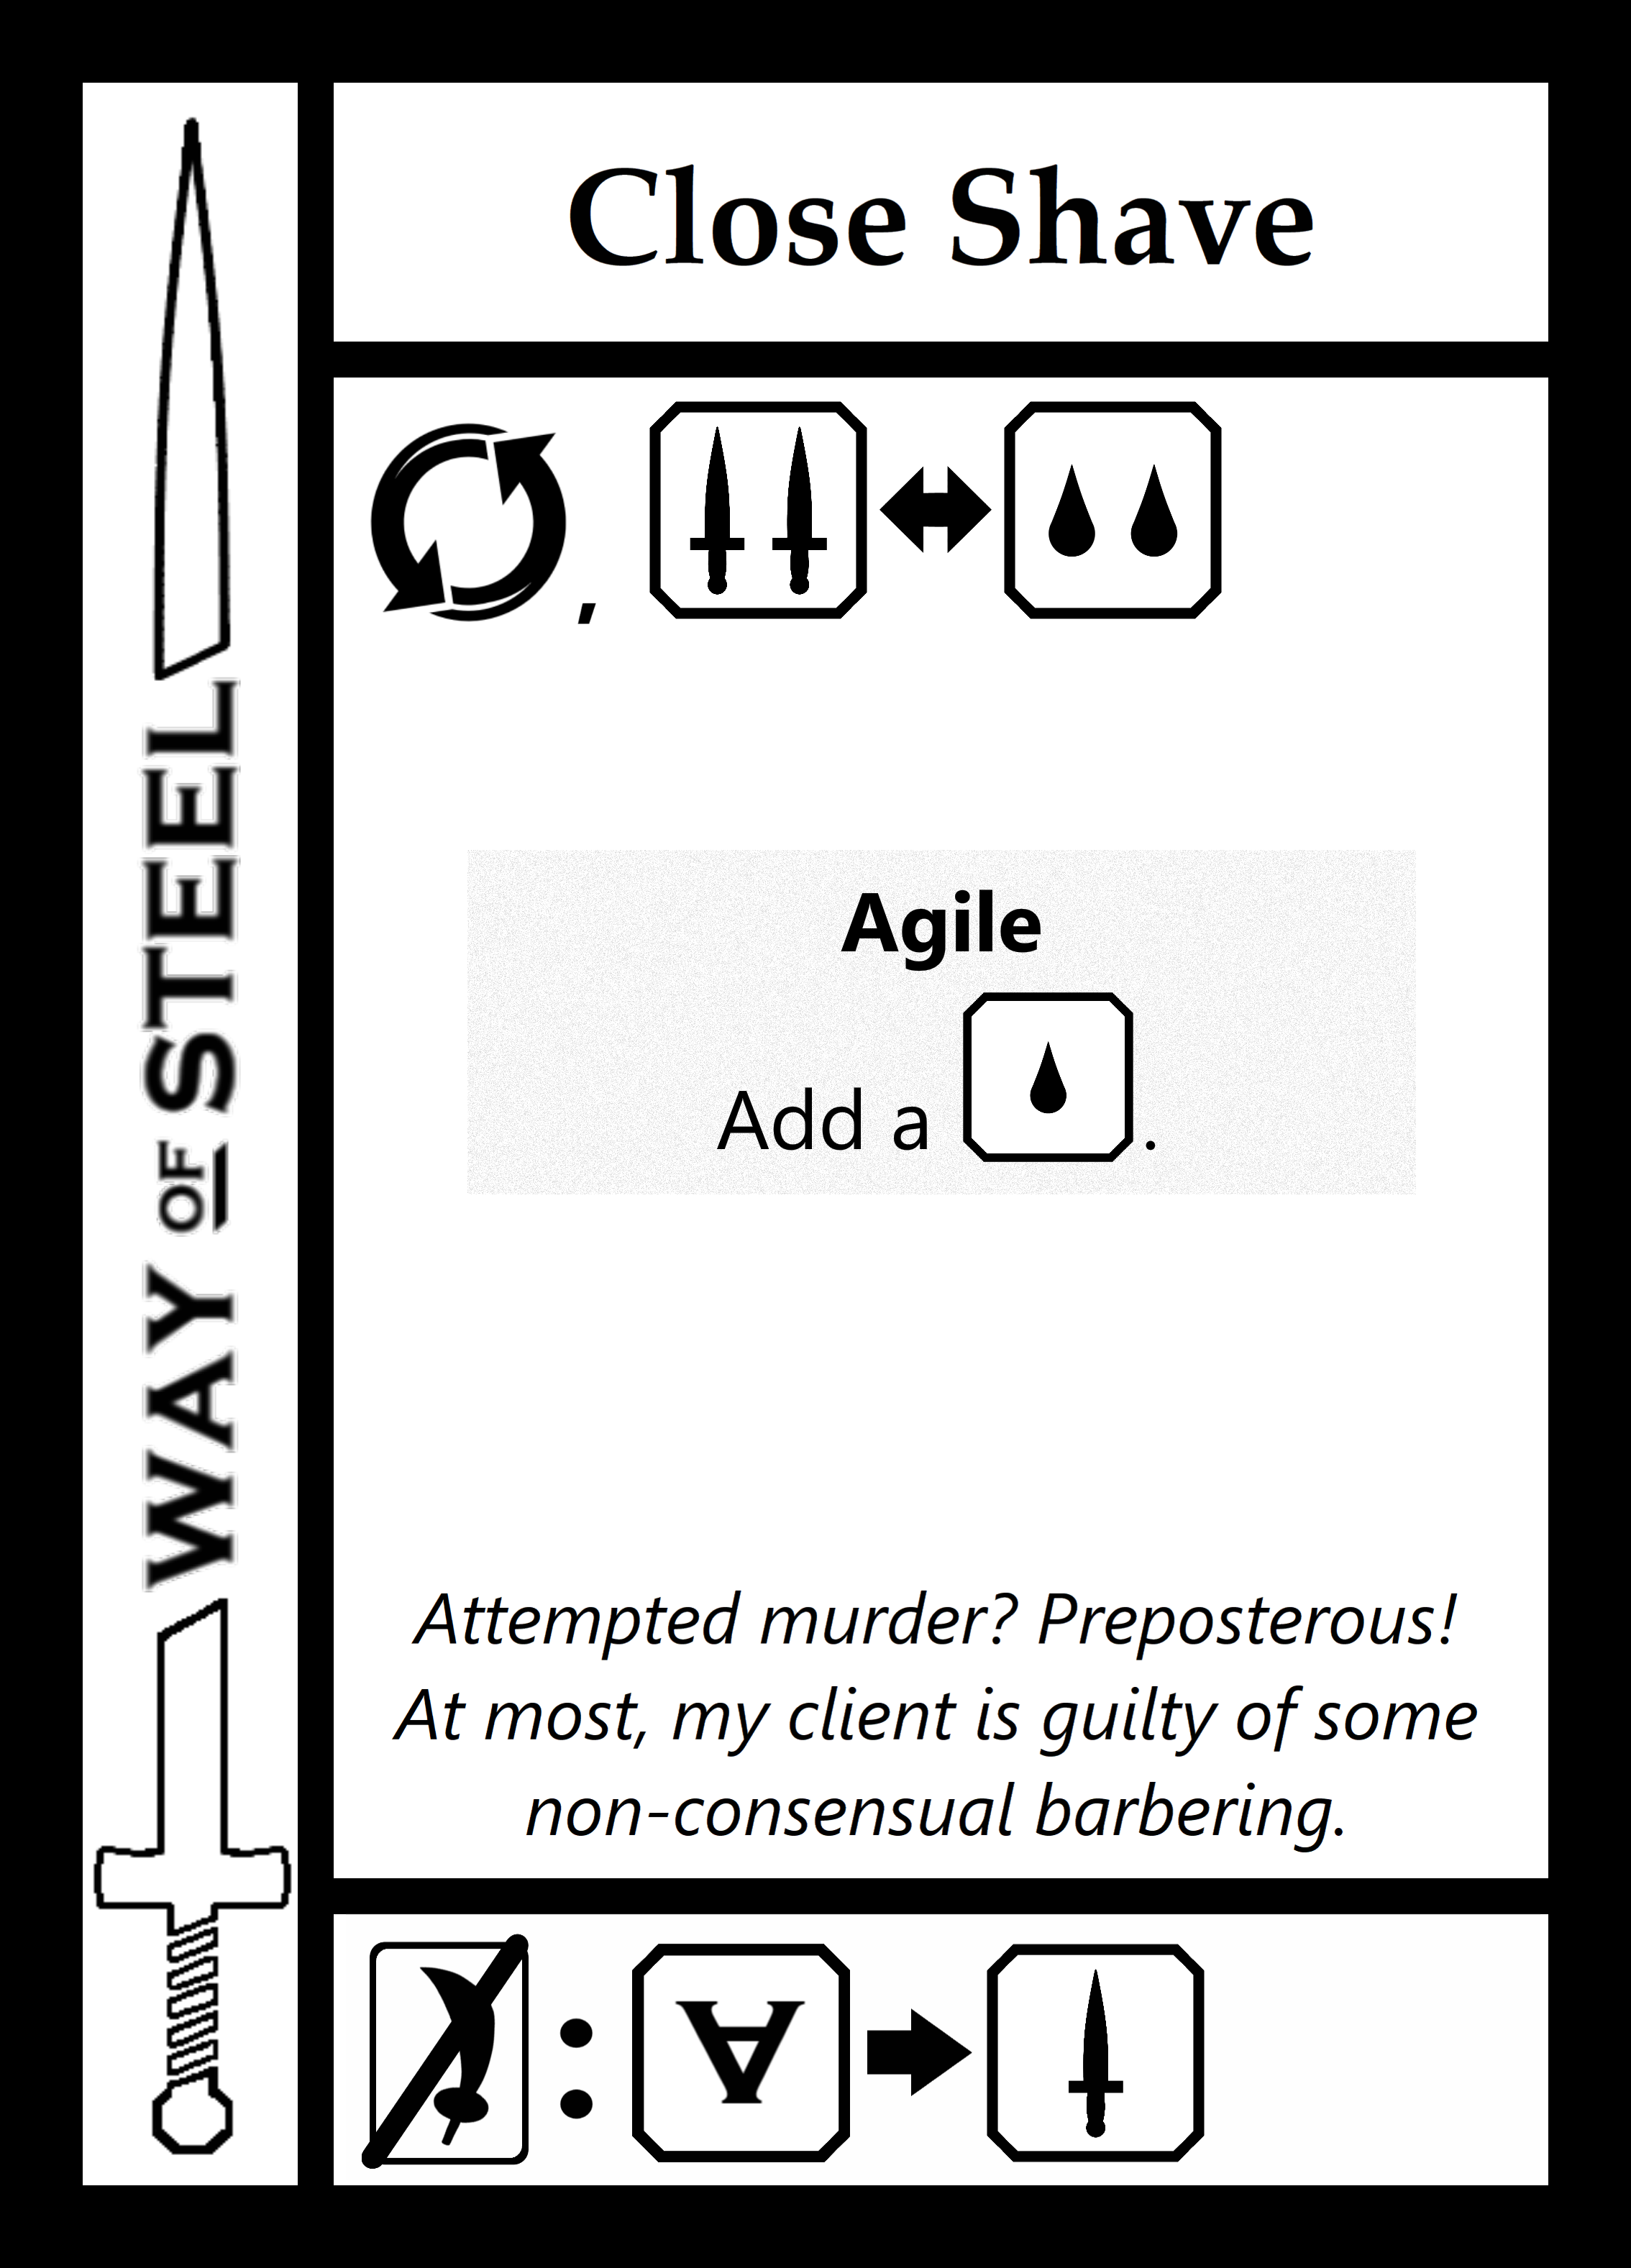 Close Shave
,
Agile
Add a .
Attempted murder? Preposterous!
At most, my client is guilty of some
non-consensual barbering.
: ∀
WAY OF STEEL